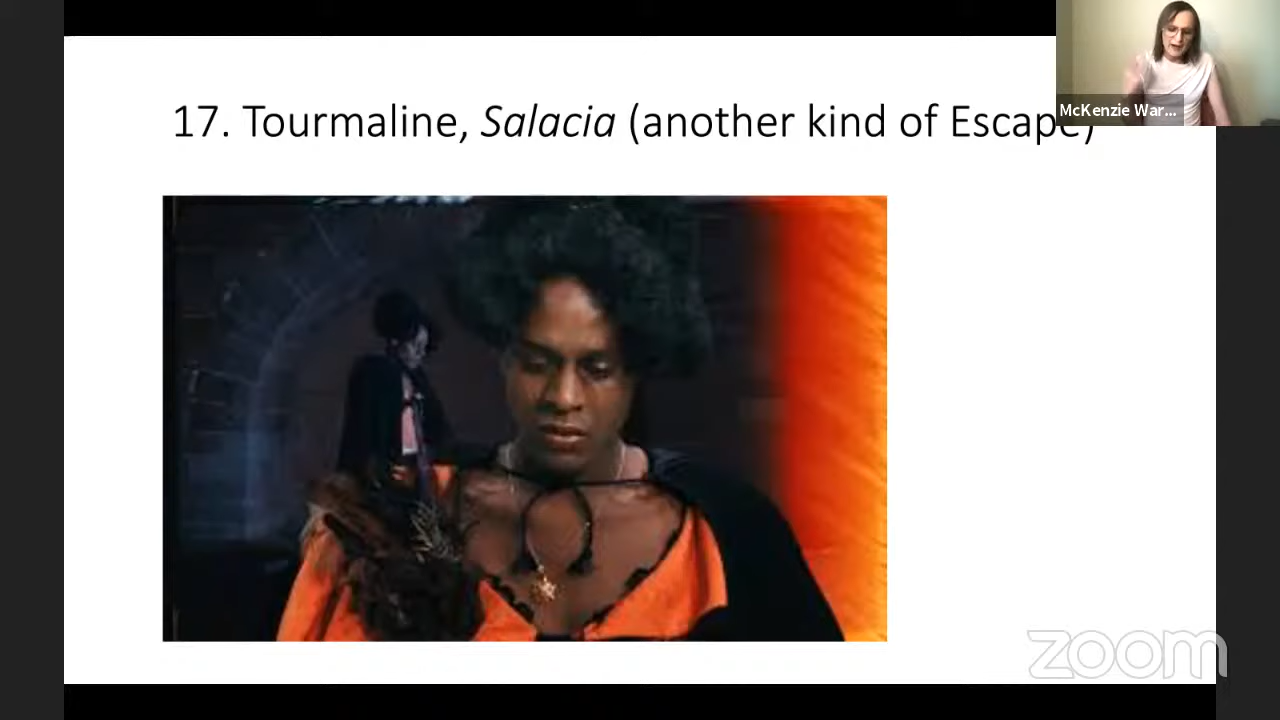 17. Tourmaline, Salacia (another kind of Escape)
McKenzie War...
zoom